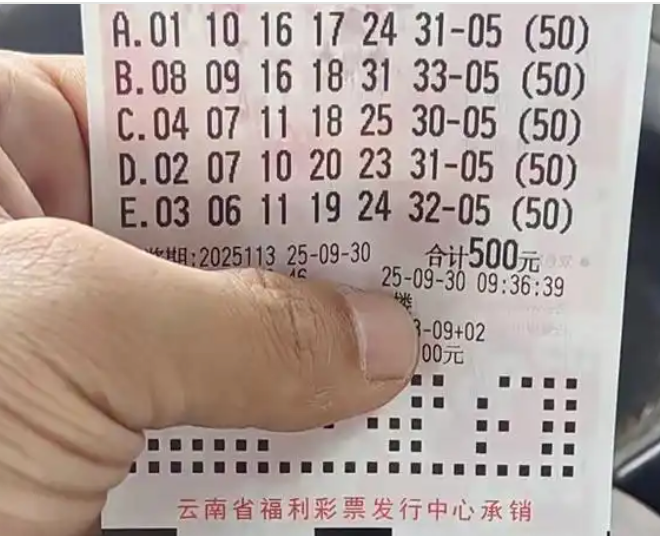 A.01 10 16 17 24 31-05 (50)
B.08 09 16 18 31 33-05 (50)
C.04 07 11 18 25 30-05 (50)
D.02 07 10 20 23 31-05 (50)
E.03 06 11 19 24 32-05 (50)
期:2025113 25-09-30 合计500元
46 25-09-30 09:36:39
楼
-09+02
00元
云南省福利彩票发行中心承销